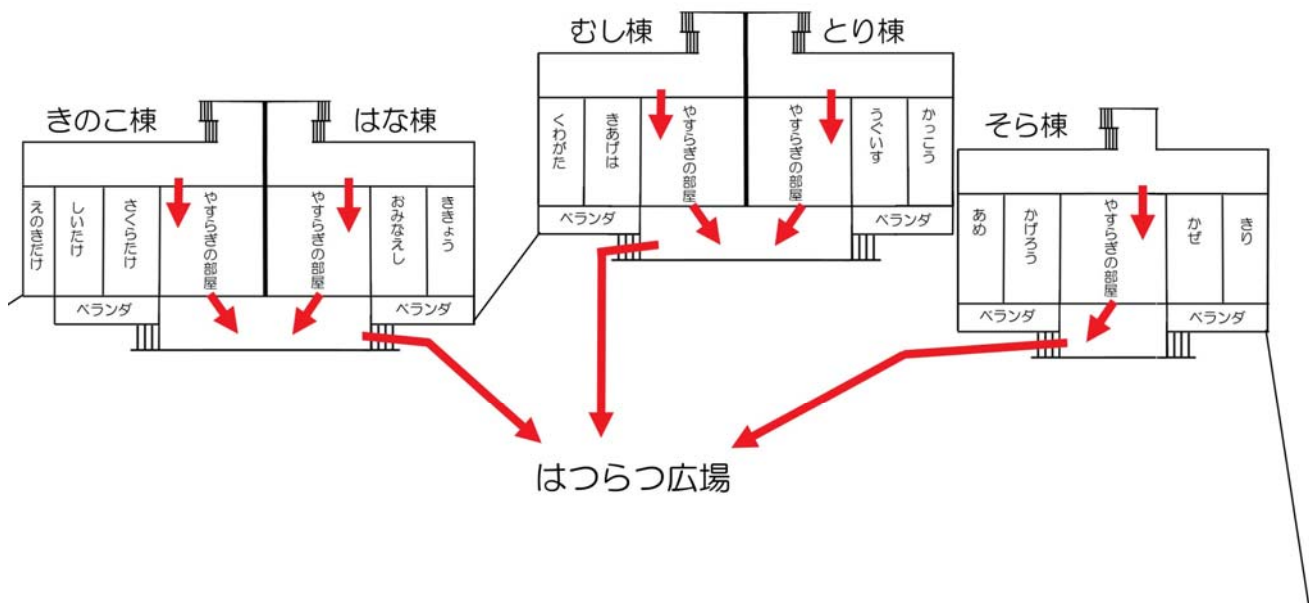 きのこ棟
はな棟
えのきだけ
しいたけ
さくらたけ
やすらぎの部屋
やすらぎの部屋
おみなえし
ききょう
ベランダ
ベランダ
むし棟
とり棟
くわがた
きあげは
やすらぎの部屋
やすらぎの部屋
うぐいす
かっこう
ベランダ
ベランダ
そら棟
あめ
かげろう
やすらぎの部屋
かぜ
きり
ベランダ
ベランダ
はつらつ広場